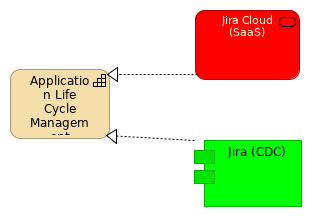 Jira Cloud
(SaaS)
Applicatio
n Life
Cycle
Managem
Jira (CDC)